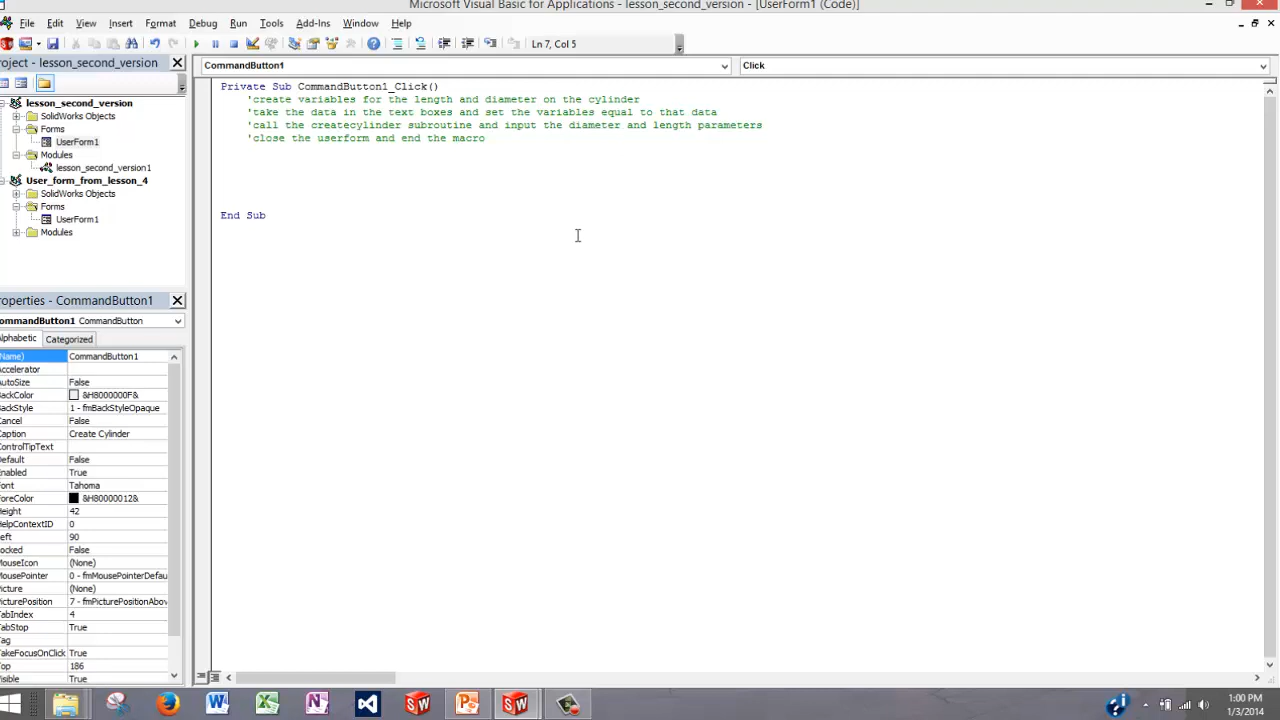 Microsoft Visual Basic for Applications - lesson_second_version - [UserForm1 (Code)]
File Edit View Insert Format Debug Run Tools Add-Ins Window Help
Ln 7, Col 5
roject - lesson_second_version
CommandButton1
Click
lesson_second_version
SolidWorks Objects
Forms
UserForm1
Modules
lesson_second_version1
User_form_from_lesson_4
SolidWorks Objects
Forms
UserForm1
Modules
Private Sub CommandButton1_Click()
'create variables for the length and diameter on the cylinder
'take the data in the text boxes and set the variables equal to that data
'call the createcylinder subroutine and input the diameter and length parameters
'close the userform and end the macro
End Sub
roperties - CommandButton1
ommandButton1 CommandButton
lphabetic Categorized
Name) CommandButton1
ccelerator
utoSize False
ackColor &H8000000F&
ackStyle 1 - fmBackStyleOpaque
ancel False
aption Create Cylinder
ontrolTipText
efault False
nabled True
ont Tahoma
oreColor &H80000012&
eight 42
elpContextID 0
eft 90
ocked False
ouseIcon (None)
ousePointer 0 - fmMousePointerDefau
icture (None)
icturePosition 7 - fmPicturePositionAbov
abIndex 4
abStop True
ag
akeFocusOnClick True
op 186
isible True
1:00 PM
1/3/2014